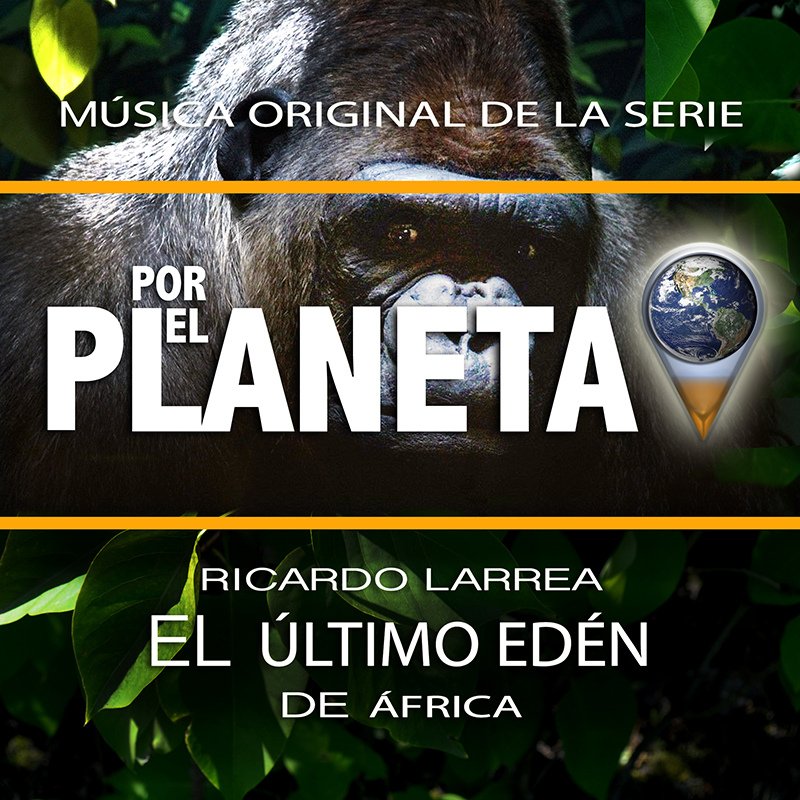 MÚSICA ORIGINAL DE LA SERIE
POR
EL
PLANETA
RICARDO LARREA
EL ÚLTIMO EDÉN
DE ÁFRICA